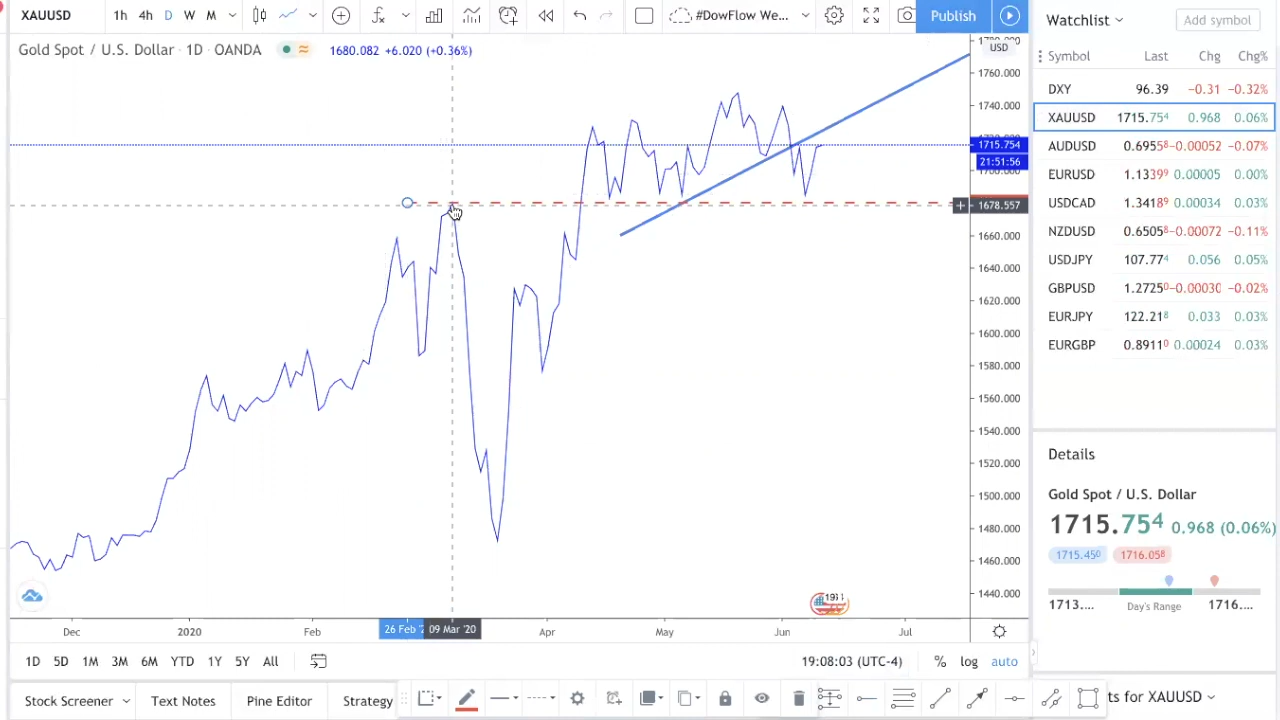 XAUUSD 1h 4h D W M #DowFlow We... Publish
Gold Spot / U.S. Dollar · 1D · OANDA 1680.082 +6.020 (+0.36%)
USD
1780.000
1760.000
1740.000
1715.754
21:51:56
1700.000
1678.557
1660.000
1640.000
1620.000
1600.000
1580.000
1560.000
1540.000
1520.000
1500.000
1480.000
1460.000
1440.000
Dec 2020 Feb 26 Feb '2 09 Mar '20 Apr May Jun Jul
1D 5D 1M 3M 6M YTD 1Y 5Y All 19:08:03 (UTC-4) % log auto
Stock Screener Text Notes Pine Editor Strategy ts for XAUUSD
Watchlist Add symbol
Symbol Last Chg Chg%
DXY 96.39 −0.31 −0.32%
XAUUSD 1715.754 0.968 0.06%
AUDUSD 0.69558 −0.00052 −0.07%
EURUSD 1.13399 0.00005 0.00%
USDCAD 1.34189 0.00034 0.03%
NZDUSD 0.65058 −0.00072 −0.11%
USDJPY 107.774 0.056 0.05%
GBPUSD 1.27250 −0.00030 −0.02%
EURJPY 122.218 0.033 0.03%
EURGBP 0.89110 0.00024 0.03%
Details
Gold Spot / U.S. Dollar
1715.754 0.968 (0.06%)
1715.450 1716.058
1713.... Day's Range 1716....